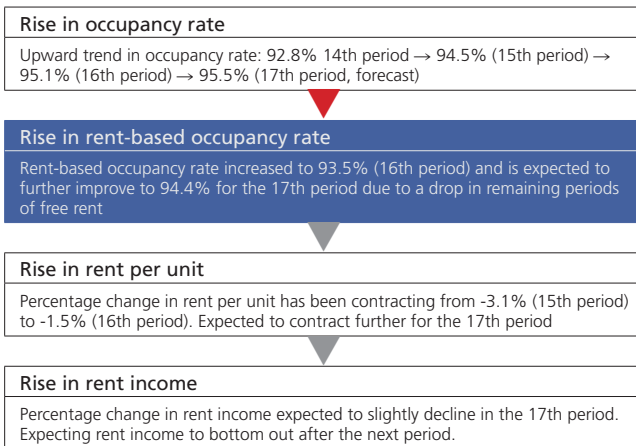 Rise in occupancy rate
Upward trend in occupancy rate: 92.8% 14th period → 94.5% (15th period) →
95.1% (16th period) → 95.5% (17th period, forecast)
Rise in rent-based occupancy rate
Rent-based occupancy rate increased to 93.5% (16th period) and is expected to
further improve to 94.4% for the 17th period due to a drop in remaining periods
of free rent
Rise in rent per unit
Percentage change in rent per unit has been contracting from -3.1% (15th period)
to -1.5% (16th period). Expected to contract further for the 17th period
Rise in rent income
Percentage change in rent income expected to slightly decline in the 17th period.
Expecting rent income to bottom out after the next period.